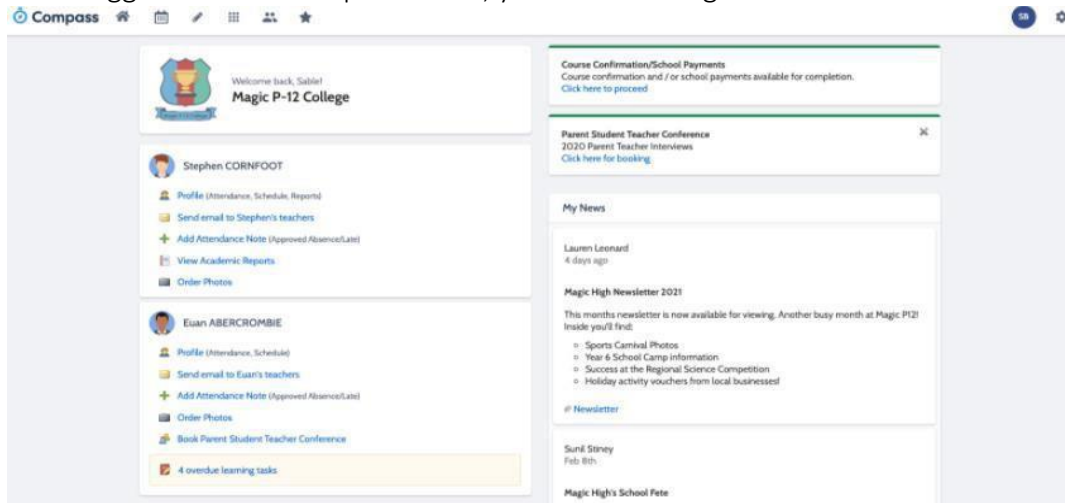 Compass
SB
Welcome back, Sable!
Magic P-12 College
Stephen CORNFOOT
Profile (Attendance, Schedule, Reports)
Send email to Stephen's teachers
Add Attendance Note (Approved Absence/Late)
View Academic Reports
Order Photos
Euan ABERCROMBIE
Profile (Attendance, Schedule)
Send email to Euan's teachers
Add Attendance Note (Approved Absence/Late)
Order Photos
Book Parent Student Teacher Conference
4 overdue learning tasks
Course Confirmation/School Payments
Course confirmation and / or school payments available for completion.
Click here to proceed
Parent Student Teacher Conference
2020 Parent Teacher Interviews
Click here for booking
My News
Lauren Leonard
4 days ago
Magic High Newsletter 2021
This months newsletter is now available for viewing. Another busy month at Magic P12!
Inside you'll find:
Sports Carnival Photos
Year 6 School Camp information
Success at the Regional Science Competition
Holiday activity vouchers from local businesses!
Newsletter
Sunil Stiney
Feb 8th
Magic High's School Fete